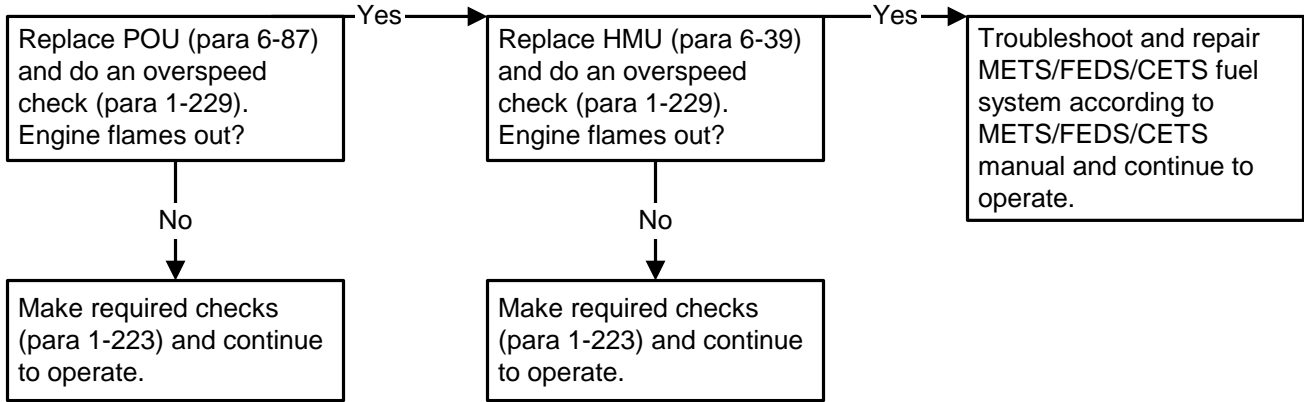 Replace POU (para 6-87)
and do an overspeed
check (para 1-229).
Engine flames out?
Yes
Replace HMU (para 6-39)
and do an overspeed
check (para 1-229).
Engine flames out?
Yes
Troubleshoot and repair
METS/FEDS/CETS fuel
system according to
METS/FEDS/CETS
manual and continue to
operate.
No
No
Make required checks
(para 1-223) and continue
to operate.
Make required checks
(para 1-223) and continue
to operate.